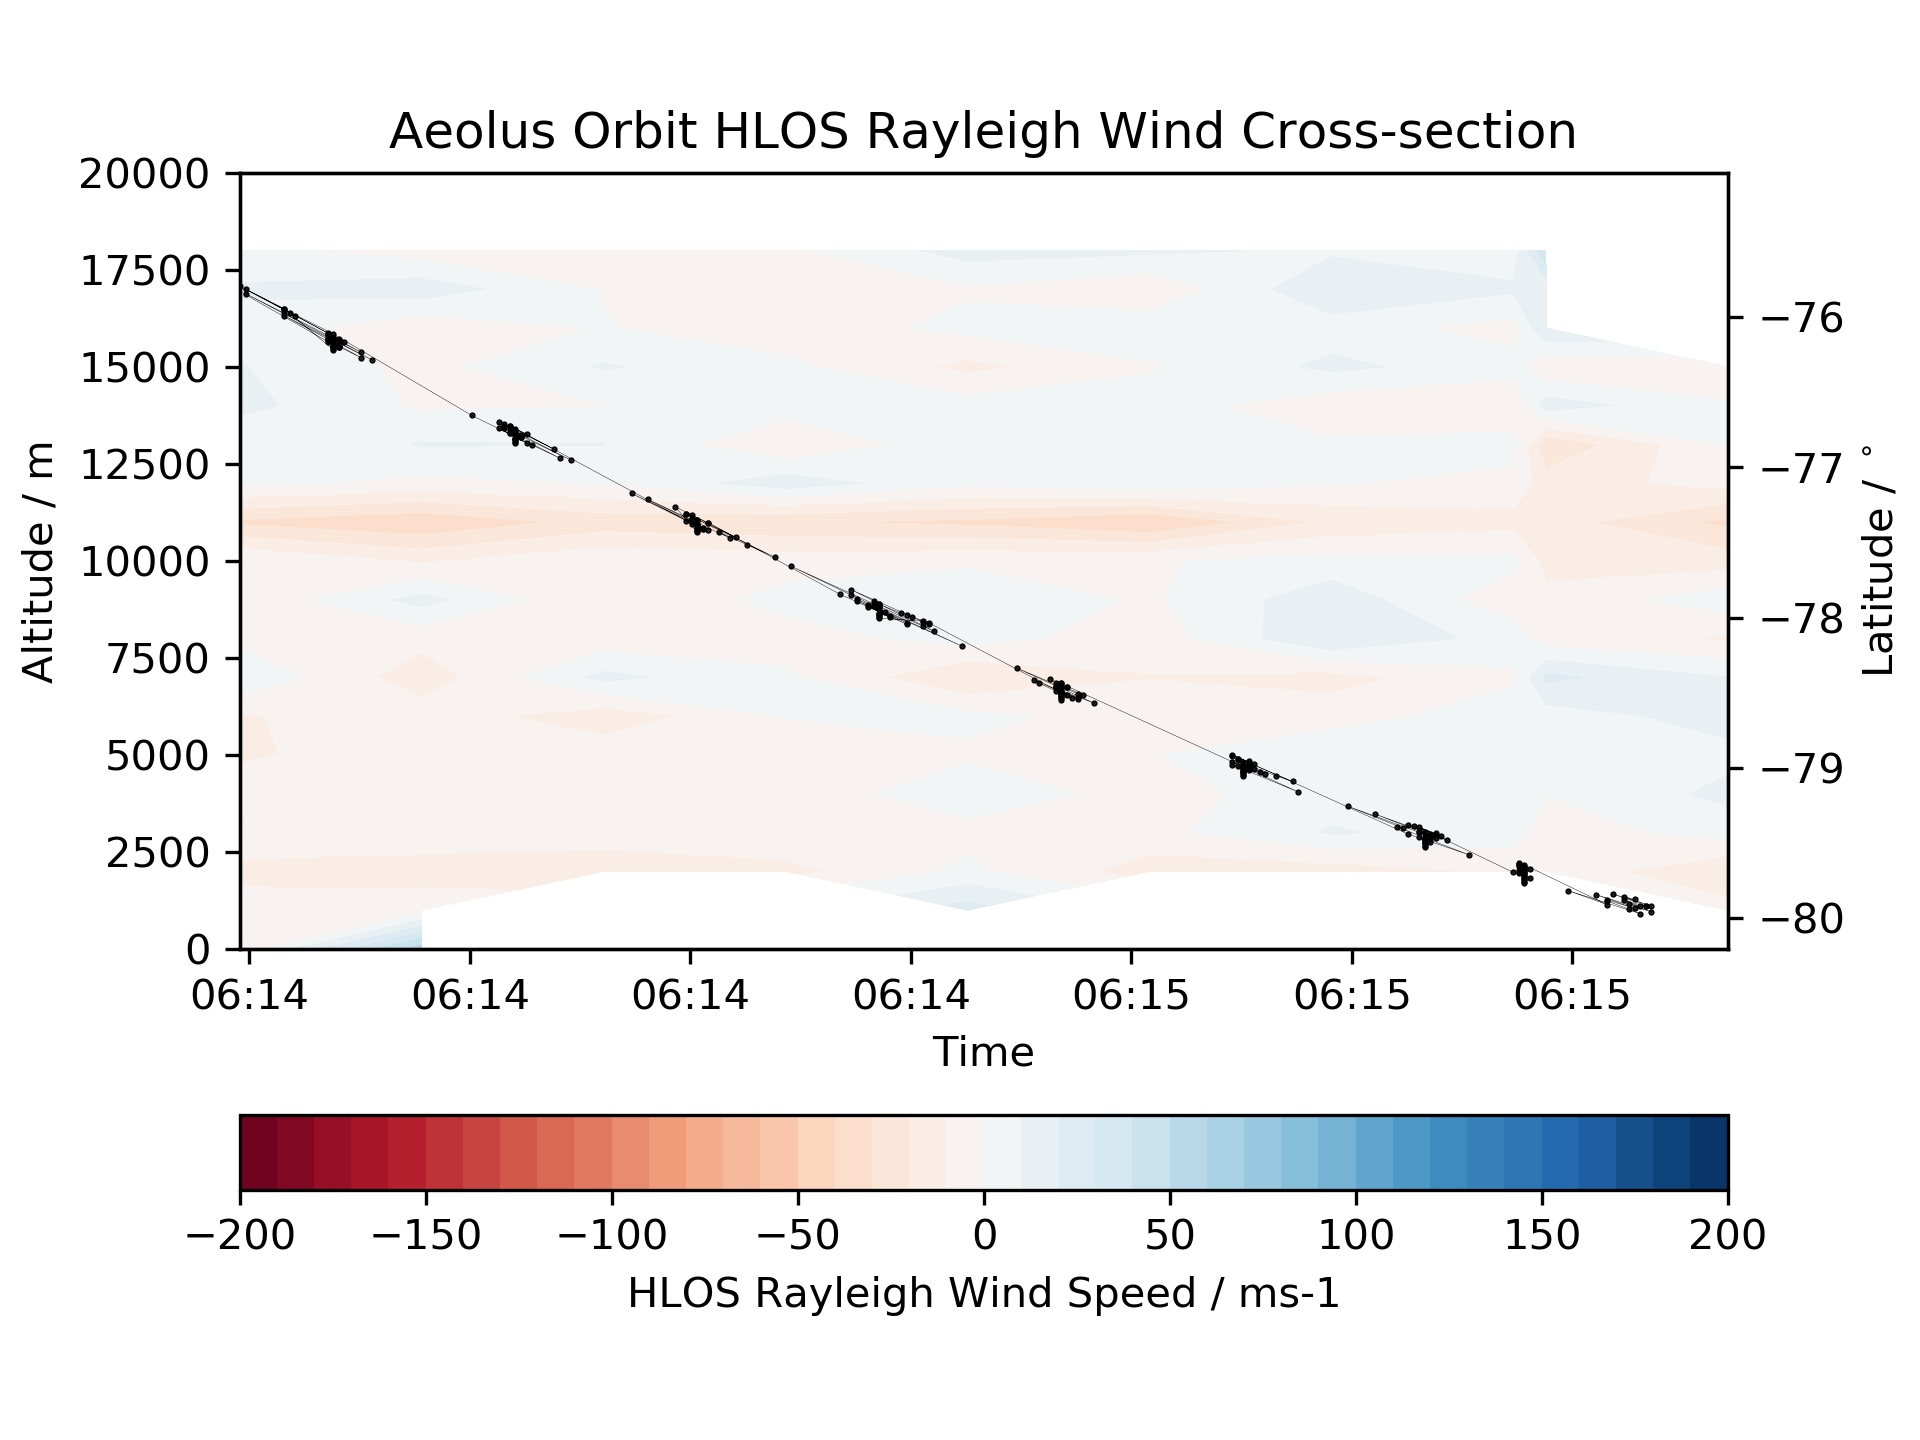 Aeolus Orbit HLOS Rayleigh Wind Cross-section
20000
17500
15000
12500
10000
7500
5000
2500
0
Altitude / m
−76
−77
−78
−79
−80
Latitude / °
06:14 06:14 06:14 06:14 06:15 06:15 06:15
Time
−200 −150 −100 −50 0 50 100 150 200
HLOS Rayleigh Wind Speed / ms-1